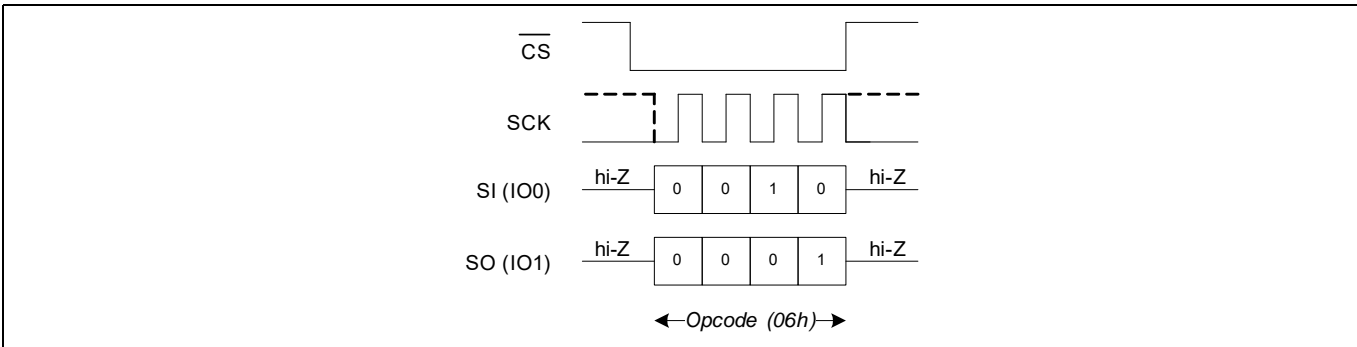 CS
SCK
hi-Z
SI (IO0)
0 0 1 0
hi-Z
hi-Z
SO (IO1)
0 0 0 1
hi-Z
Opcode (06h)